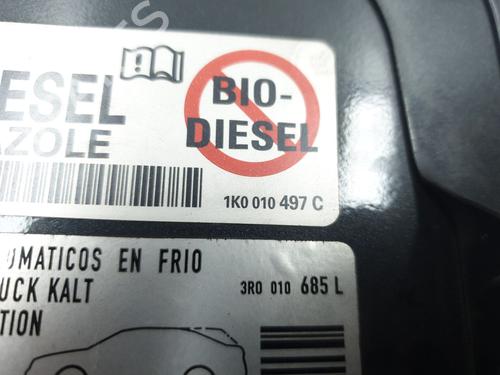 ESEL
AZOLE
BIO-
DIESEL
1K0 010 497 C
UMATICOS EN FRIO
UCK KALT
TION
3R0 010 685 L